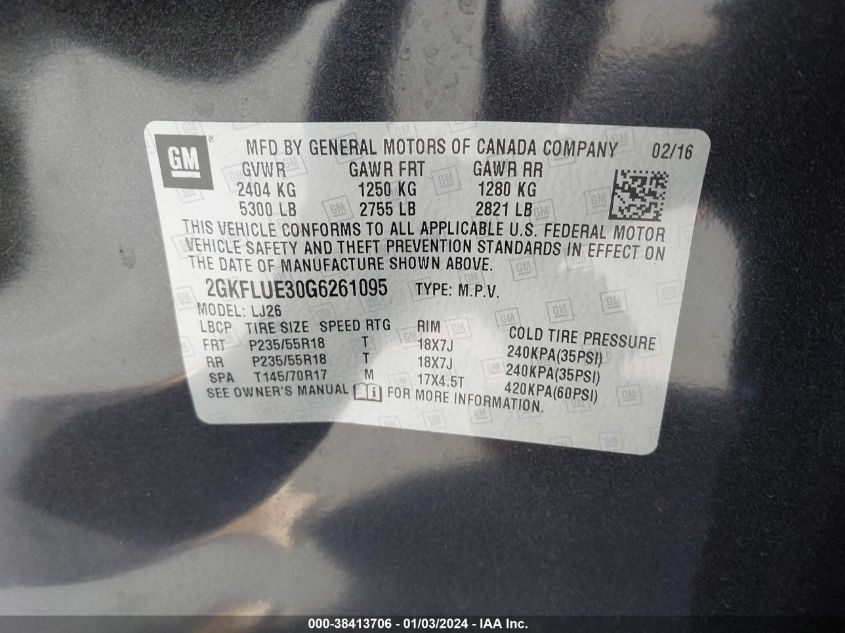 GM ® MFD BY GENERAL MOTORS OF CANADA COMPANY 02/16
GVWR GAWR FRT GAWR RR
2404 KG 1250 KG 1280 KG
5300 LB 2755 LB 2821 LB
THIS VEHICLE CONFORMS TO ALL APPLICABLE U.S. FEDERAL MOTOR
VEHICLE SAFETY AND THEFT PREVENTION STANDARDS IN EFFECT ON
THE DATE OF MANUFACTURE SHOWN ABOVE.
2GKFLUE30G6261095 TYPE: M.P.V.
MODEL: LJ26
LBCP TIRE SIZE SPEED RTG RIM COLD TIRE PRESSURE
FRT P235/55R18 T 18X7J 240KPA(35PSI)
RR P235/55R18 T 18X7J 240KPA(35PSI)
SPA T145/70R17 M 17X4.5T 420KPA(60PSI)
SEE OWNER'S MANUAL FOR MORE INFORMATION.
000-38413706 - 01/03/2024 - IAA Inc.